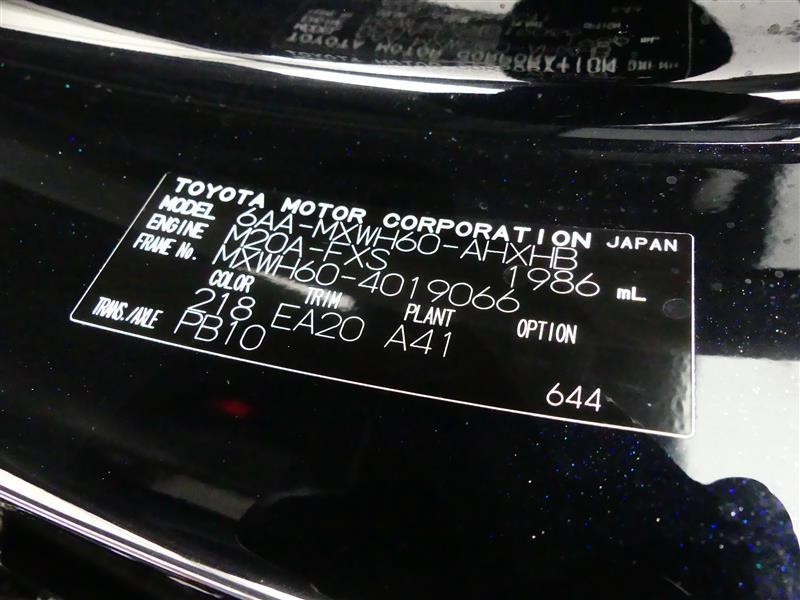 TOYOTA MOTOR CORPORATION JAPAN
MODEL 6AA-MXWH60-AHXHB
ENGINE M20A-FXS 1986 mL
FRAME No. MXWH60-4019066
COLOR TRIM PLANT OPTION
218 EA20 A41
TRANS./AXLE PB10
644